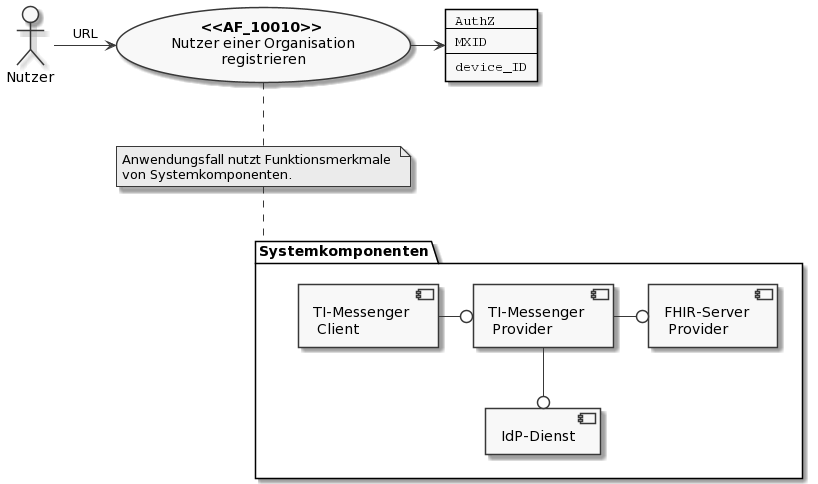 <<AF_10010>>
Nutzer einer Organisation
registrieren
URL
Nutzer
AuthZ
MXID
device_ID
Anwendungsfall nutzt Funktionsmerkmale
von Systemkomponenten.
Systemkomponenten
TI-Messenger
Client
TI-Messenger
Provider
FHIR-Server
Provider
IdP-Dienst